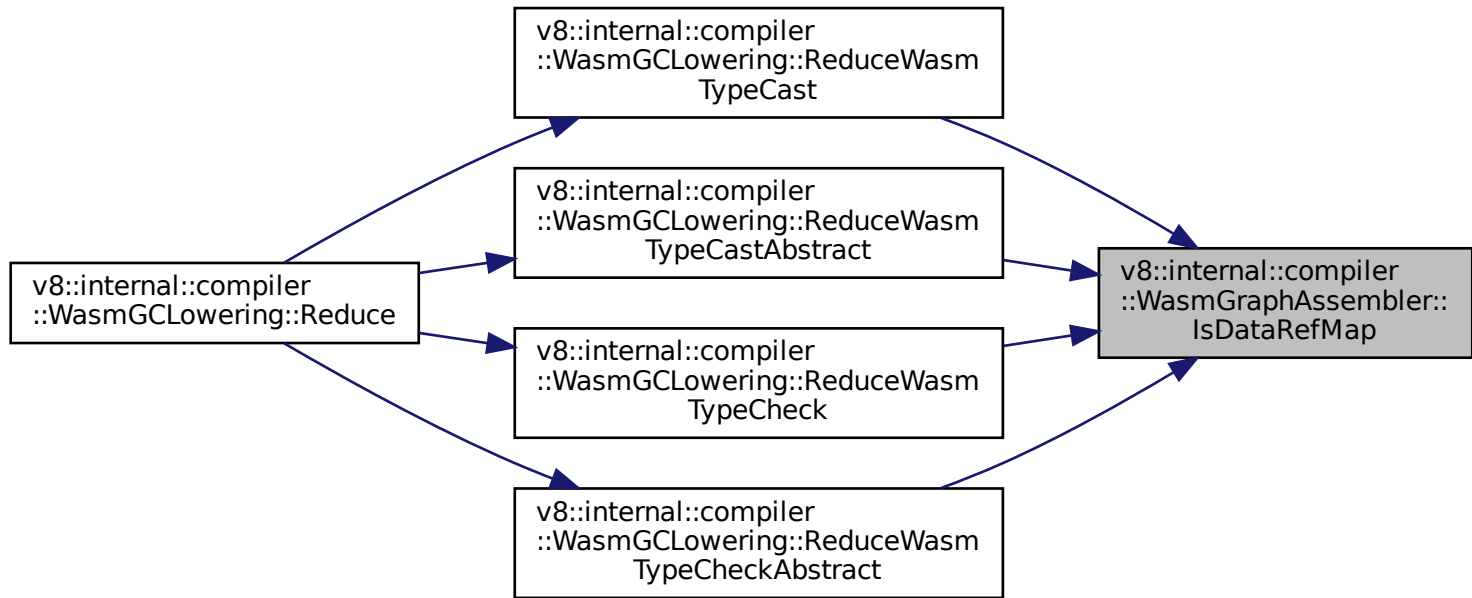 v8::internal::compiler
::WasmGCLowering::ReduceWasm
TypeCast
v8::internal::compiler
::WasmGCLowering::ReduceWasm
TypeCastAbstract
v8::internal::compiler
::WasmGCLowering::Reduce
v8::internal::compiler
::WasmGraphAssembler::
IsDataRefMap
v8::internal::compiler
::WasmGCLowering::ReduceWasm
TypeCheck
v8::internal::compiler
::WasmGCLowering::ReduceWasm
TypeCheckAbstract